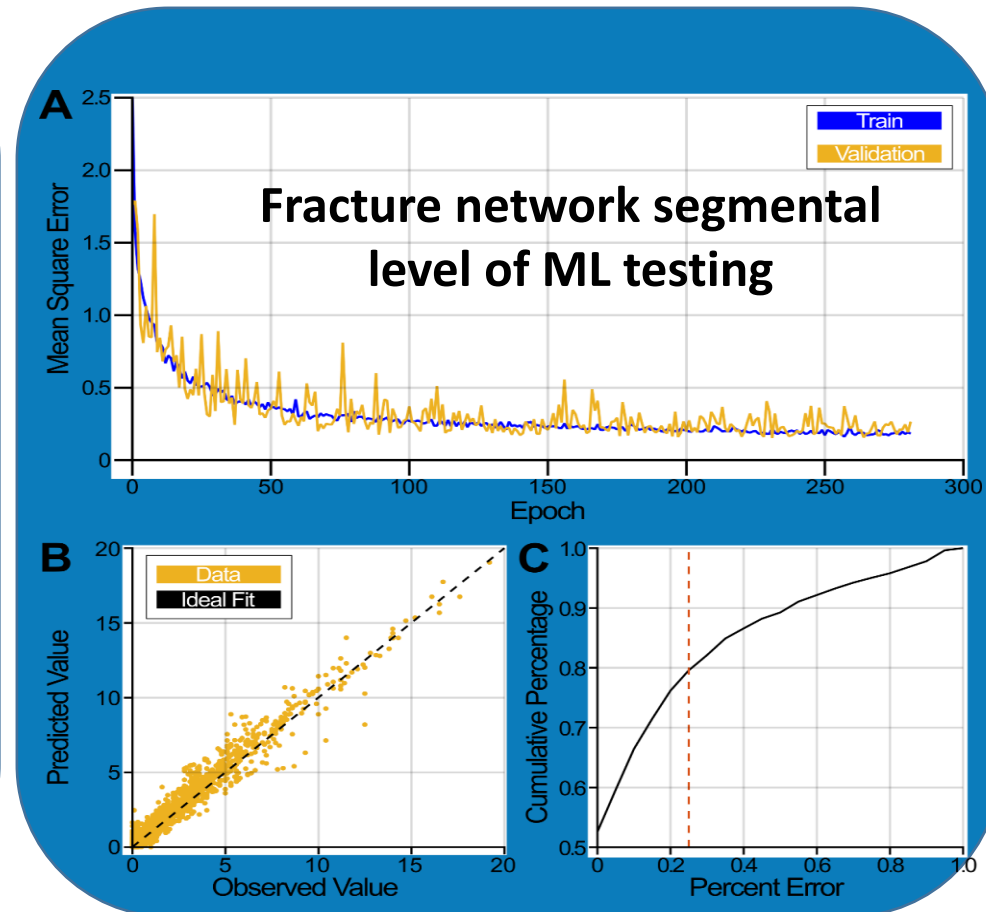 A
2.5
2.0
1.5
1.0
0.5
0
Mean Square Error
Train
Validation
Fracture network segmental
level of ML testing
0 50 100 150 200 250 300
Epoch
B
20
15
10
5
0
Predicted Value
Data
Ideal Fit
0 5 10 15 20
Observed Value
C
1.0
0.9
0.8
0.7
0.6
0.5
Cumulative Percentage
0 0.2 0.4 0.6 0.8 1.0
Percent Error